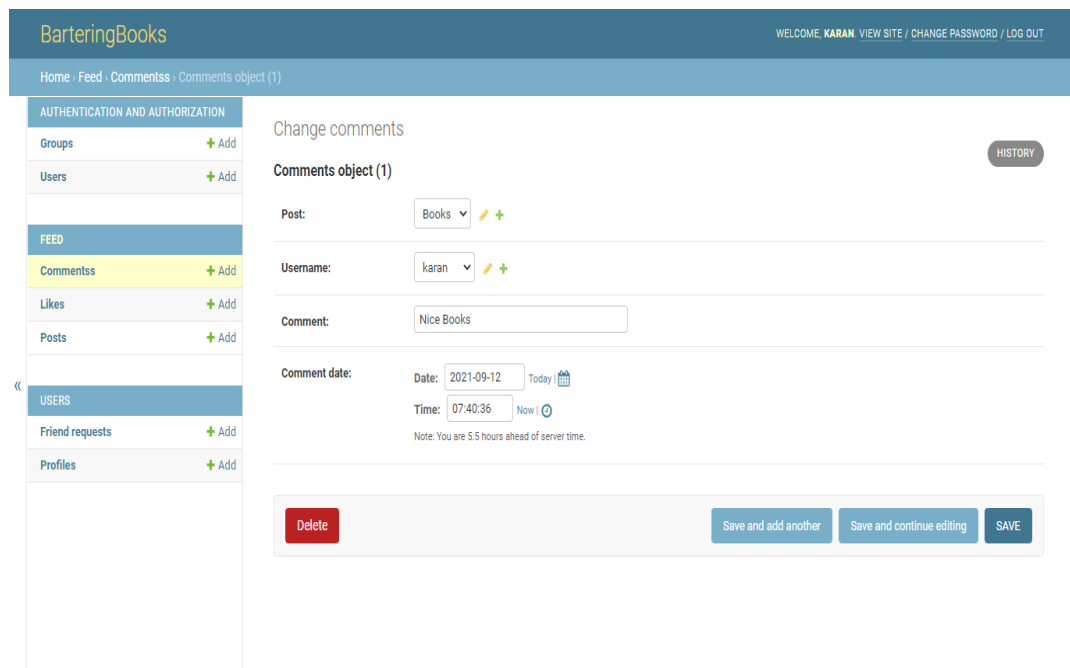 BarteringBooks
WELCOME, KARAN. VIEW SITE / CHANGE PASSWORD / LOG OUT
Home › Feed › Commentss › Comments object (1)
AUTHENTICATION AND AUTHORIZATION
Groups + Add
Users + Add
FEED
Commentss + Add
Likes + Add
Posts + Add
«
USERS
Friend requests + Add
Profiles + Add
Change comments
HISTORY
Comments object (1)
Post: Books
Username: karan
Comment: Nice Books
Comment date: Date: 2021-09-12 Today |
Time: 07:40:36 Now |
Note: You are 5.5 hours ahead of server time.
Delete Save and add another Save and continue editing SAVE